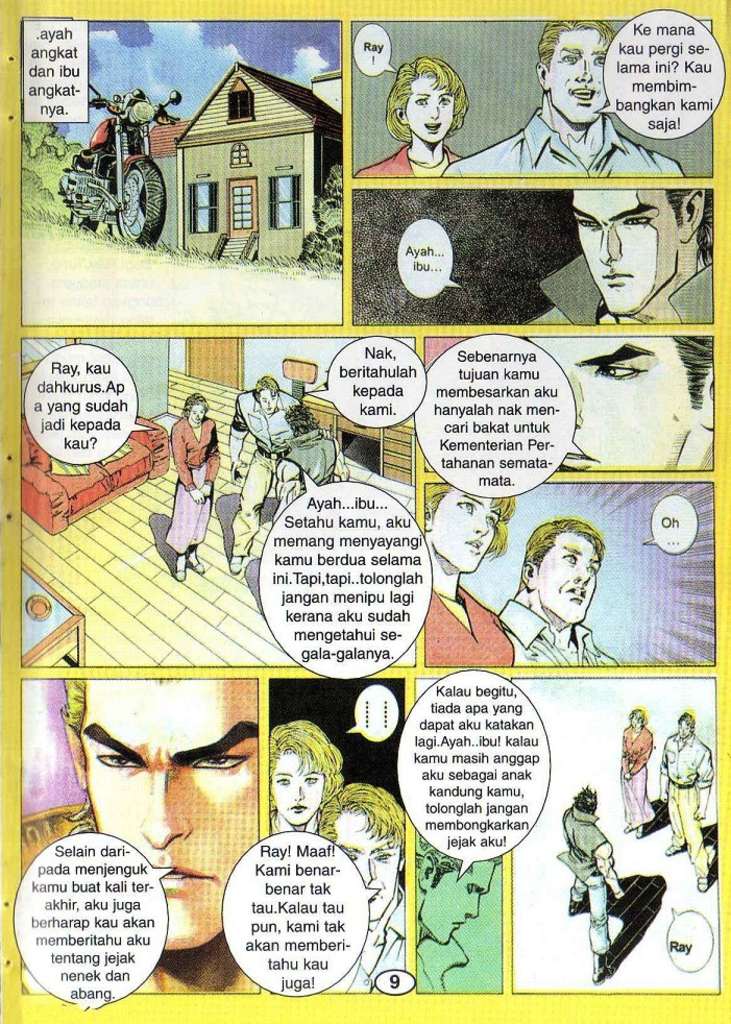 .ayah
angkat
dan ibu
angkat-
nya.
Ray
!
Ke mana
kau pergi se-
lama ini? Kau
membim-
bangkan kami
saja!
Ayah...
ibu...
Ray, kau
dahkurus.Ap
a yang sudah
jadi kepada
kau?
Nak,
beritahulah
kepada
kami.
Ayah...ibu...
Setahu kamu, aku
memang menyayangi
kamu berdua selama
ini.Tapi,tapi..tolonglah
jangan menipu lagi
kerana aku sudah
mengetahui se-
gala-galanya.
Sebenarnya
tujuan kamu
membesarkan aku
hanyalah nak men-
cari bakat untuk
Kementerian Per-
tahanan semata-
mata.
Oh
...
Selain dari-
pada menjenguk
kamu buat kali ter-
akhir, aku juga
berharap kau akan
memberitahu aku
tentang jejak
nenek dan
abang.
Ray! Maaf!
Kami benar-
benar tak
tau.Kalau tau
pun, kami tak
akan memberi-
tahu kau
juga!
Kalau begitu,
tiada apa yang
dapat aku katakan
lagi.Ayah..ibu! kalau
kamu masih anggap
aku sebagai anak
kandung kamu,
tolonglah jangan
membongkarkan
jejak aku!
Ray
9